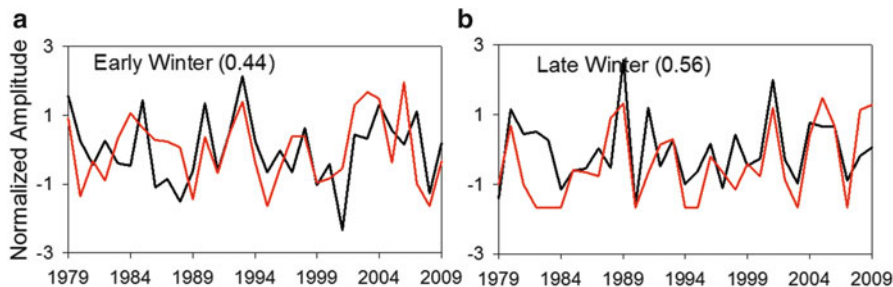 a
b
Normalized Amplitude
3
1
-1
-3
Early Winter (0.44)
1979 1984 1989 1994 1999 2004 2009
3
1
-1
-3
Late Winter (0.56)
1979 1984 1989 1994 1999 2004 2009